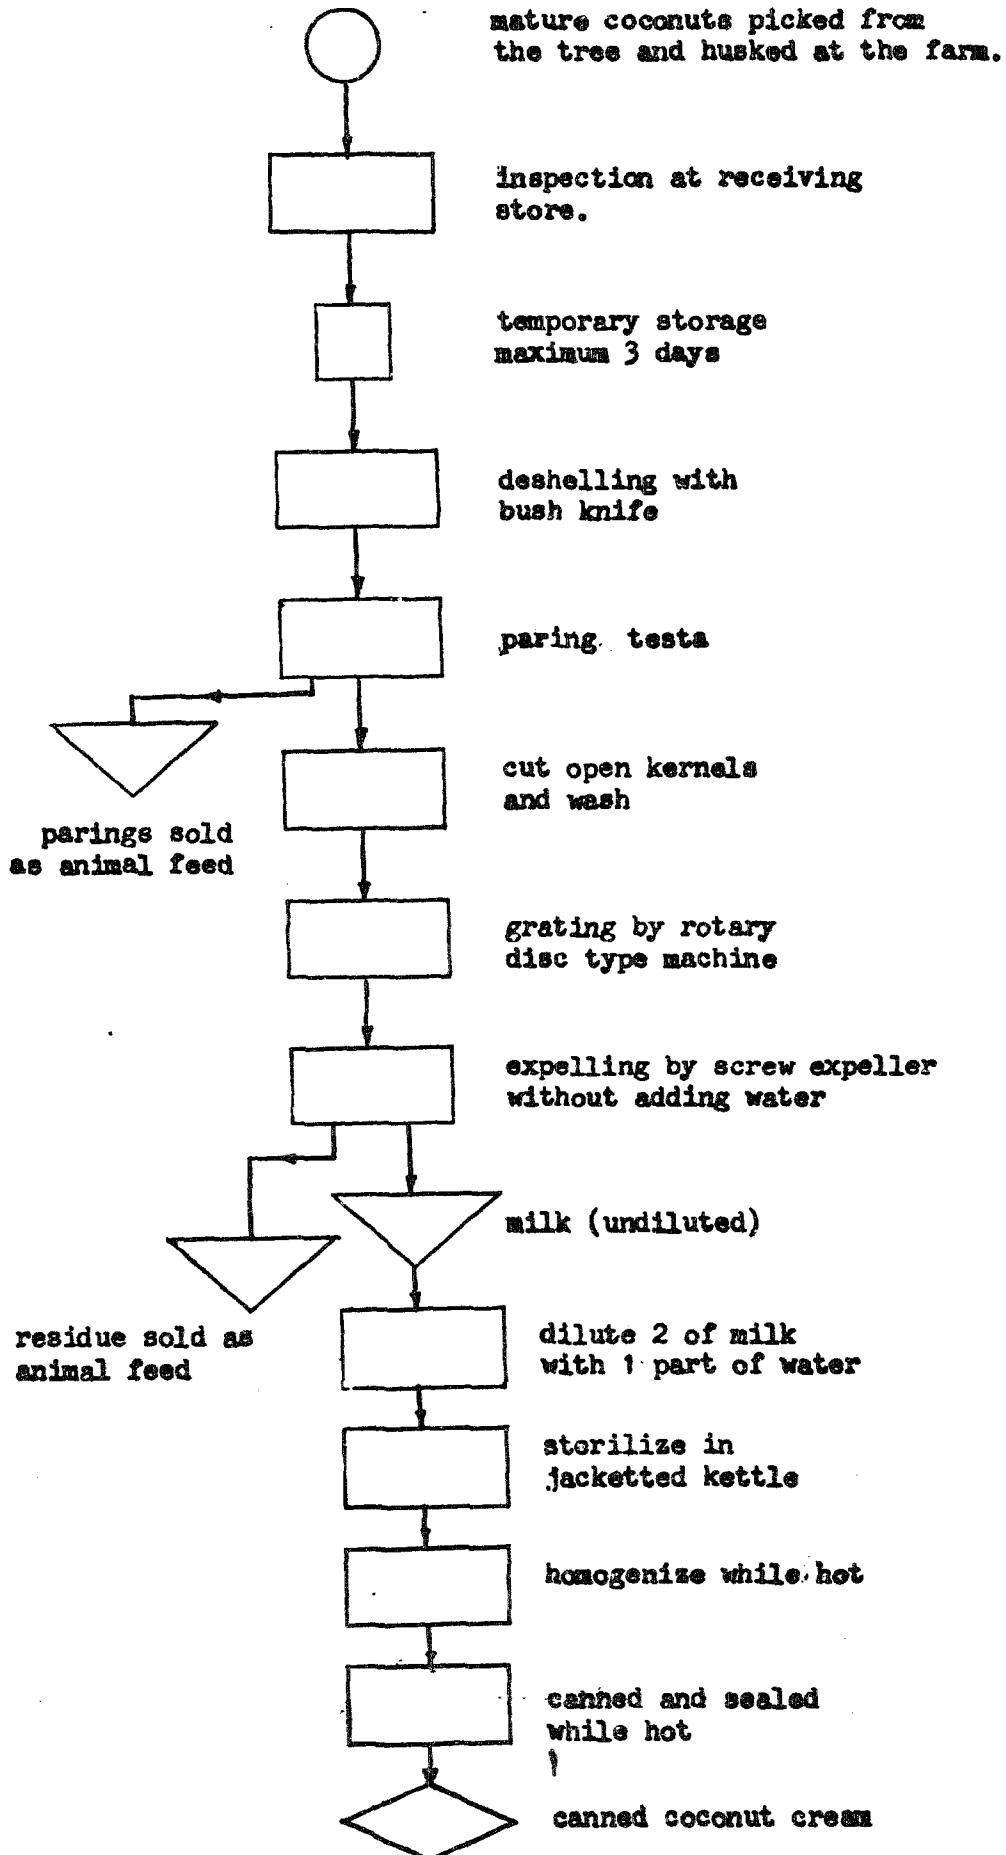 mature coconuts picked from
the tree and husked at the farm.
inspection at receiving
store.
temporary storage
maximum 3 days
deshelling with
bush knife
paring testa
cut open kernels
and wash
parings sold
as animal feed
grating by rotary
disc type machine
expelling by screw expeller
without adding water
milk (undiluted)
residue sold as
animal feed
dilute 2 of milk
with 1 part of water
storilize in
jacketted kettle
homogenize while hot
canned and sealed
while hot
canned coconut cream